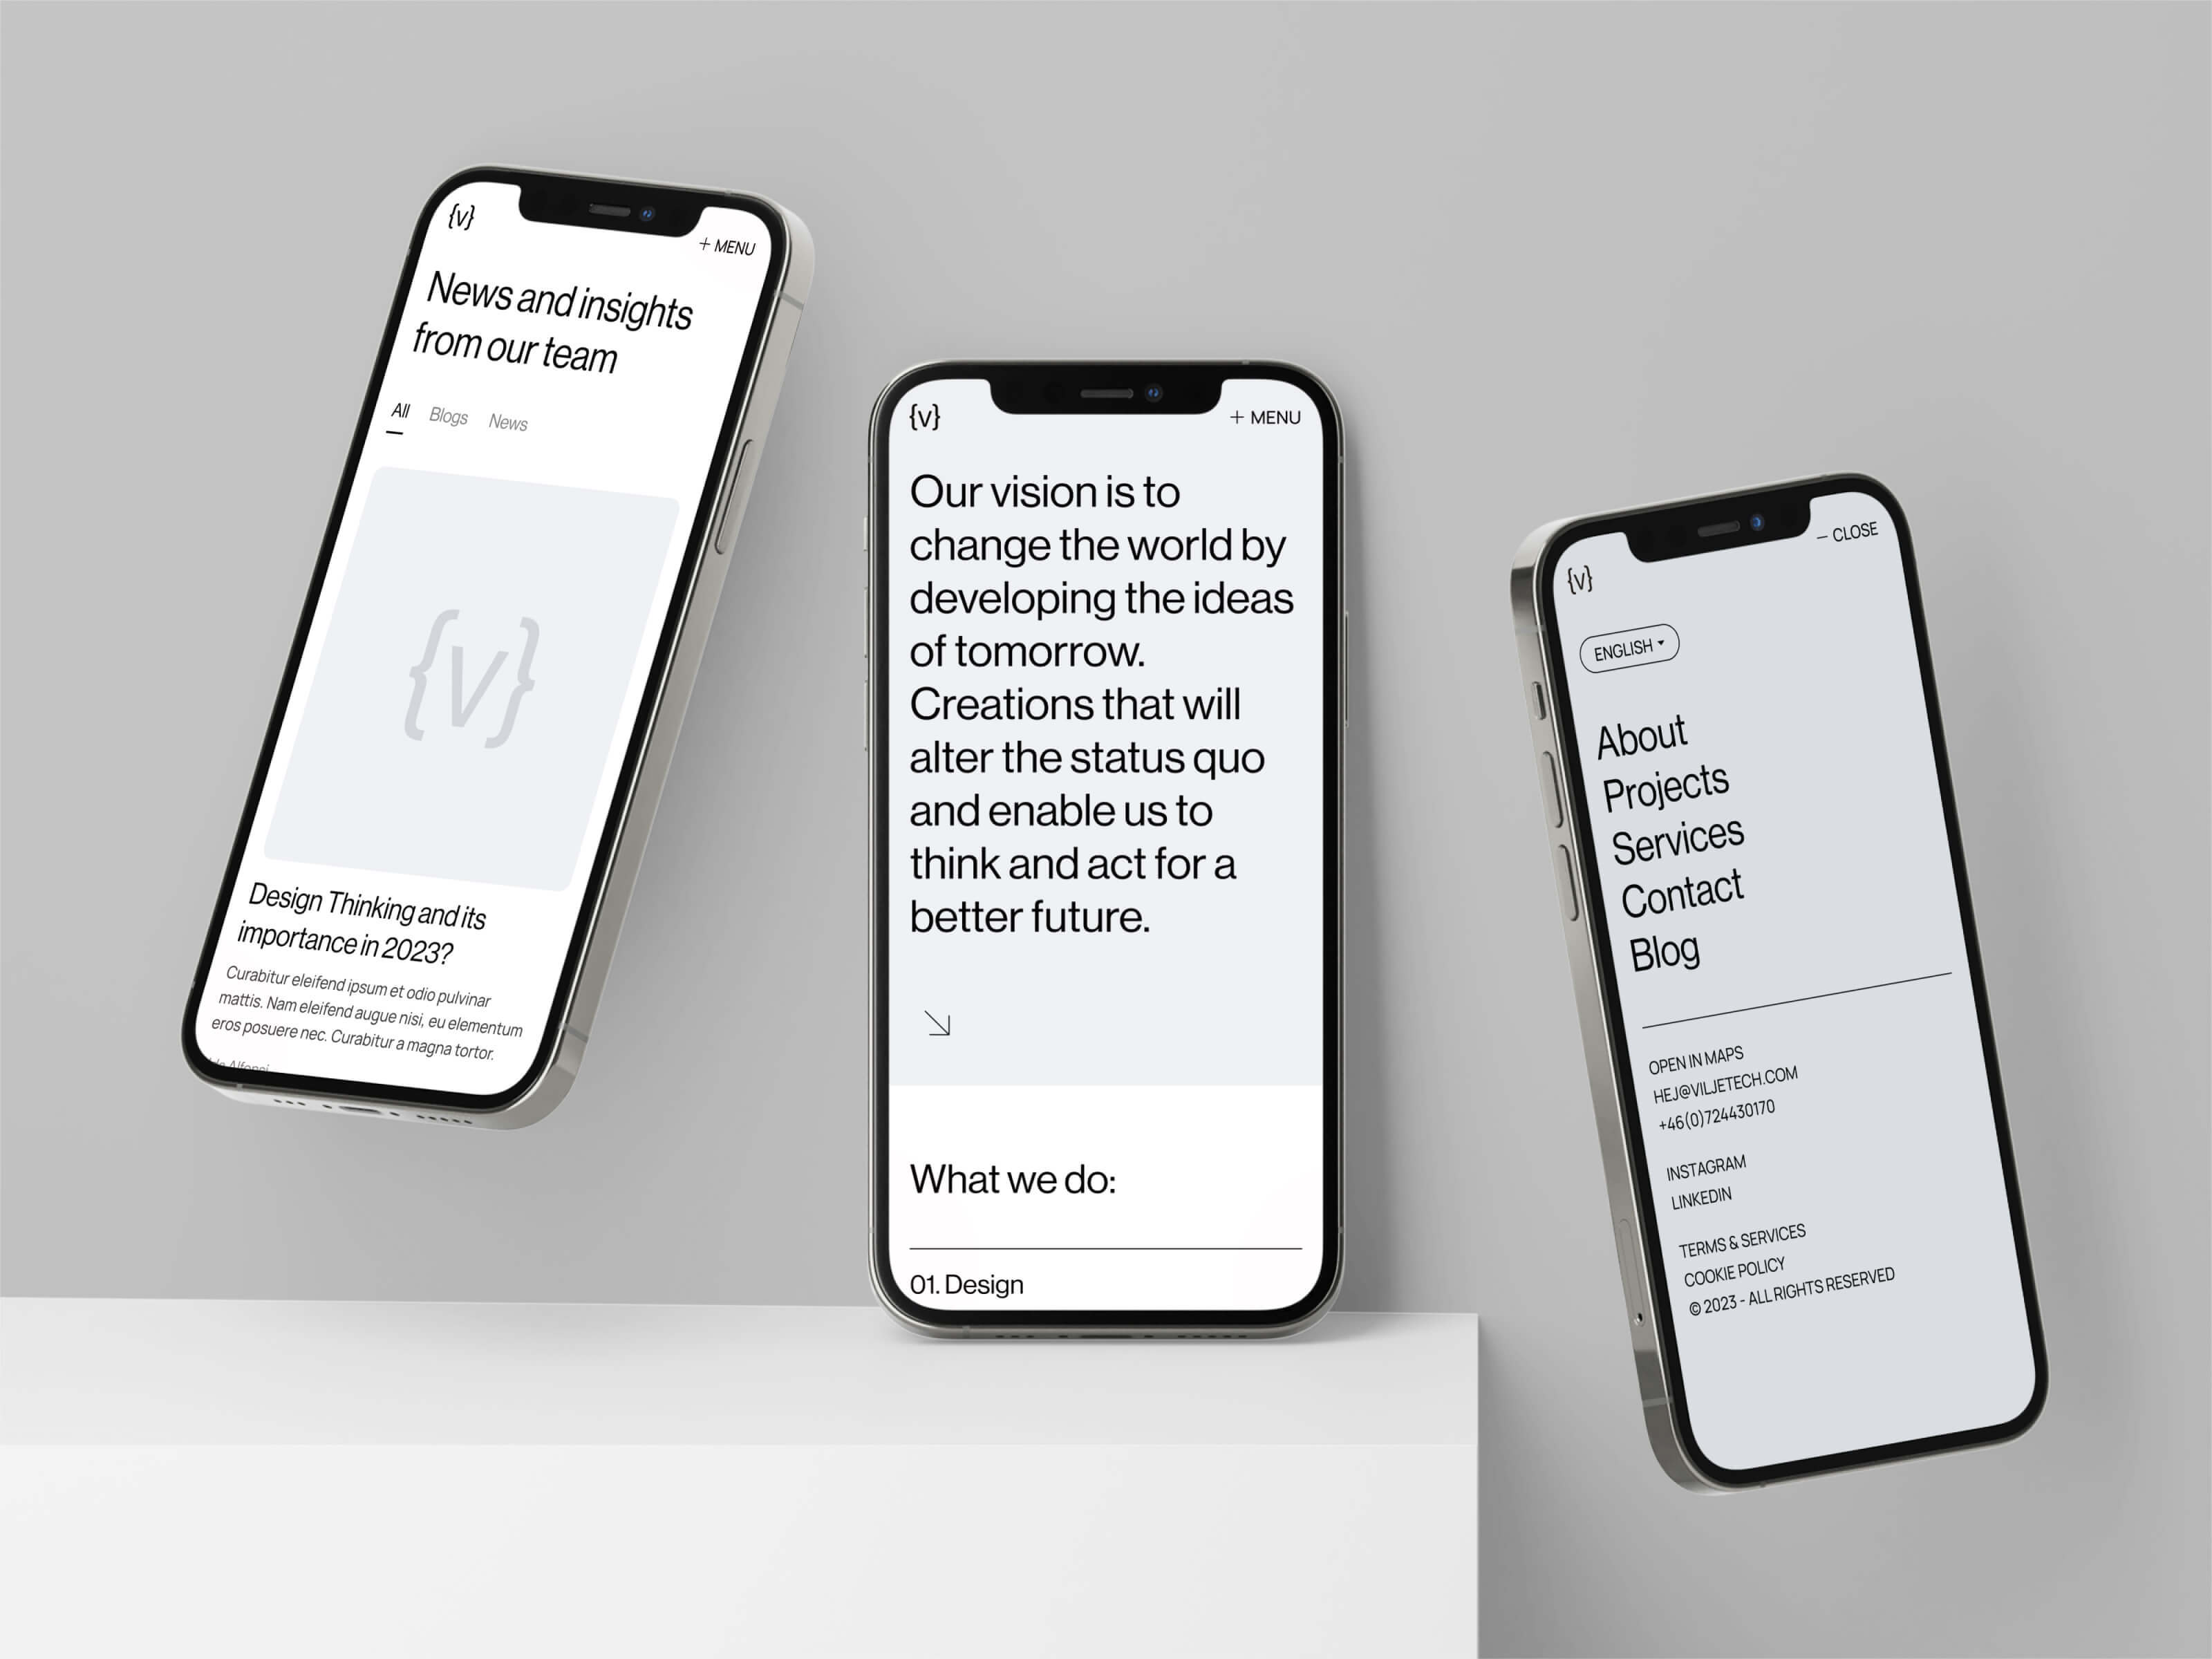 {v}
+ MENU
News and insights
from our team
All Blogs News
{v}
Design Thinking and its
importance in 2023?
Curabitur eleifend ipsum et odio pulvinar
mattis. Nam eleifend augue nisi, eu elementum
eros posuere nec. Curabitur a magna tortor.
Alfonsi
{v}
+ MENU
Our vision is to
change the world by
developing the ideas
of tomorrow.
Creations that will
alter the status quo
and enable us to
think and act for a
better future.
What we do:
01. Design
— CLOSE
{v}
ENGLISH
About
Projects
Services
Contact
Blog
OPEN IN MAPS
HEJ@VILJETECH.COM
+46(0)724430170
INSTAGRAM
LINKEDIN
TERMS & SERVICES
COOKIE POLICY
© 2023 - ALL RIGHTS RESERVED